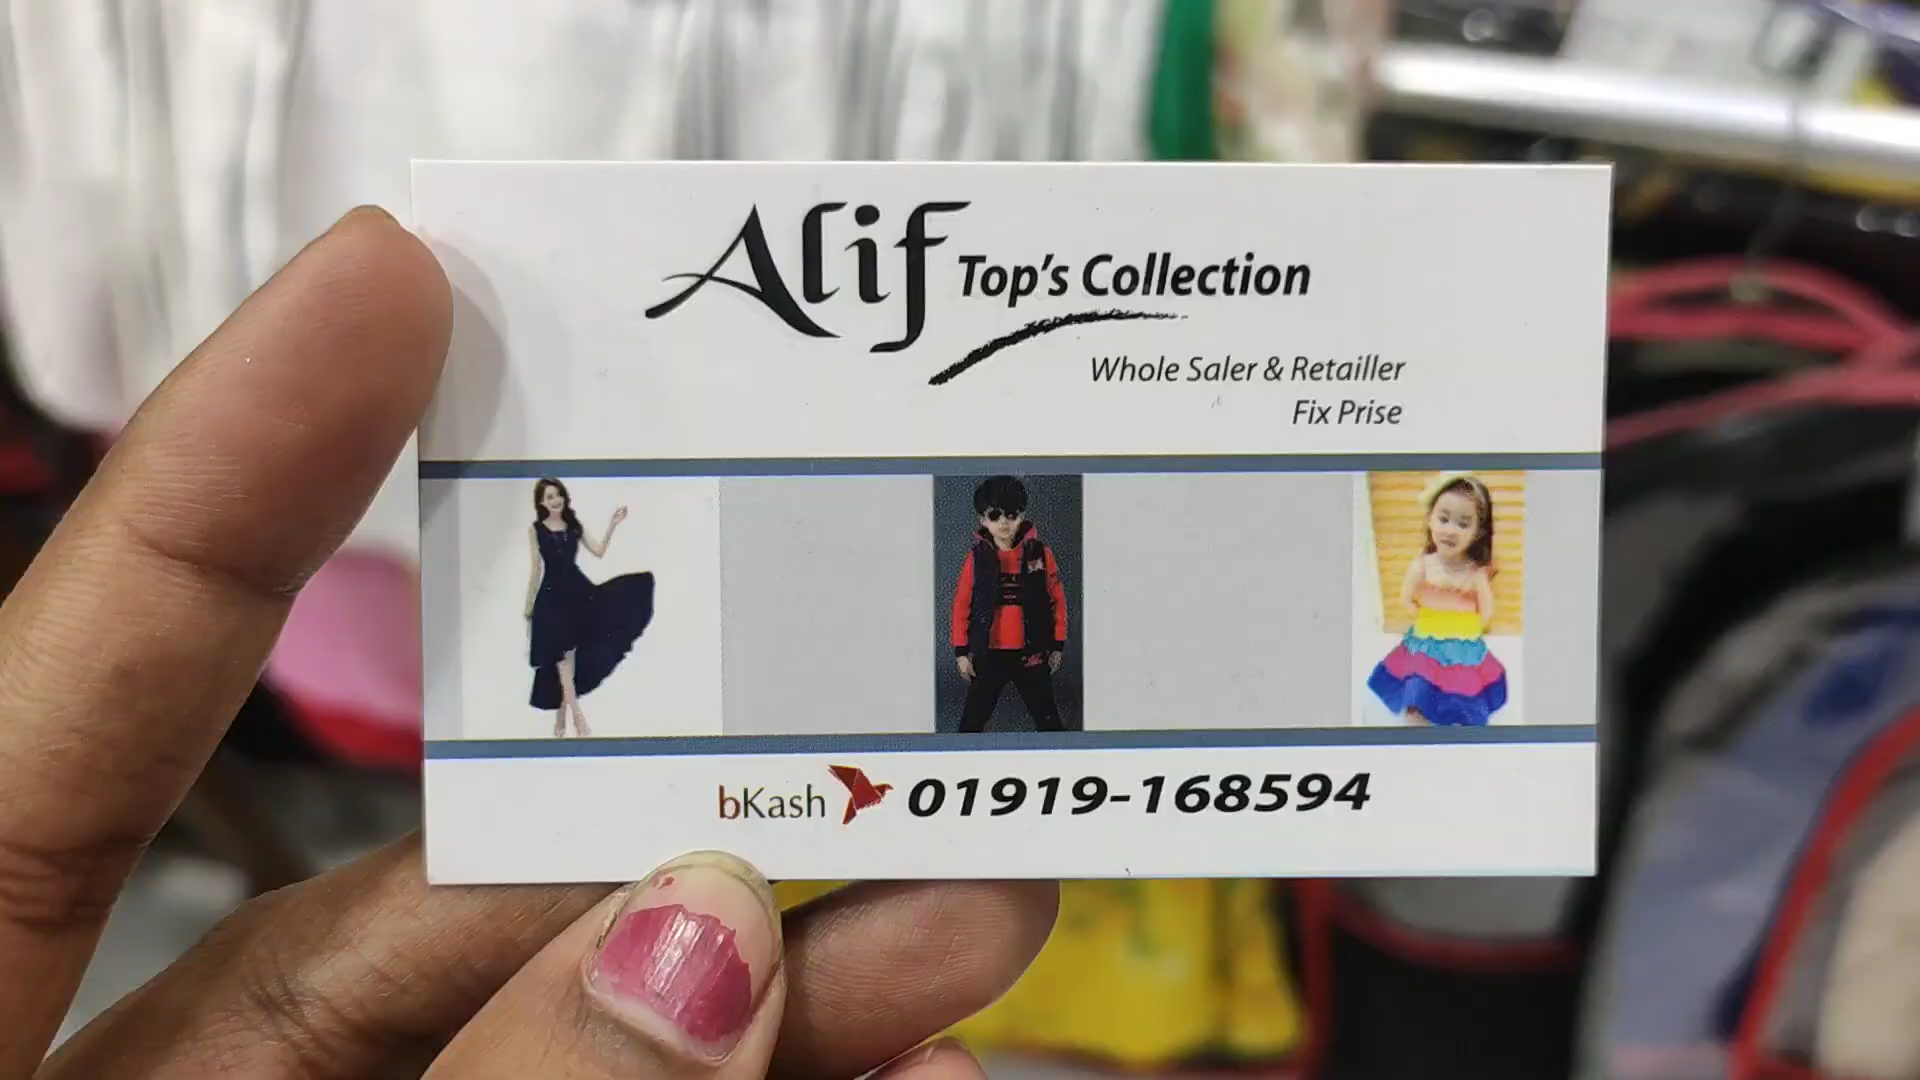 Alif Top's Collection
Whole Saler & Retailler
Fix Prise
bKash 01919-168594